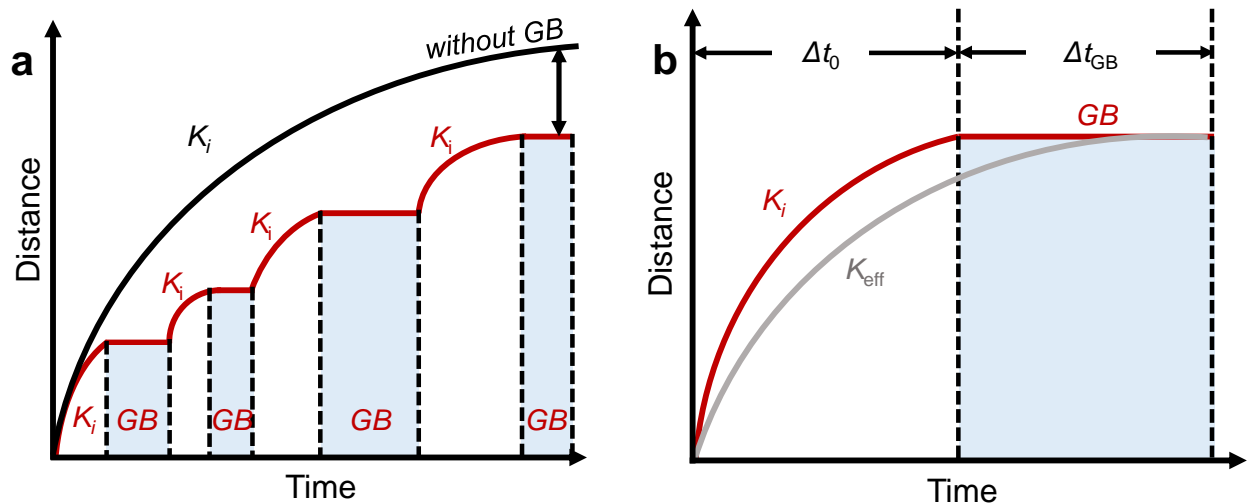 a
Distance
Time
without GB
K_i
K_i
GB
K_i
GB
K_i
GB
K_i
GB
b
Distance
Time
Δt_0
Δt_GB
GB
K_i
K_eff